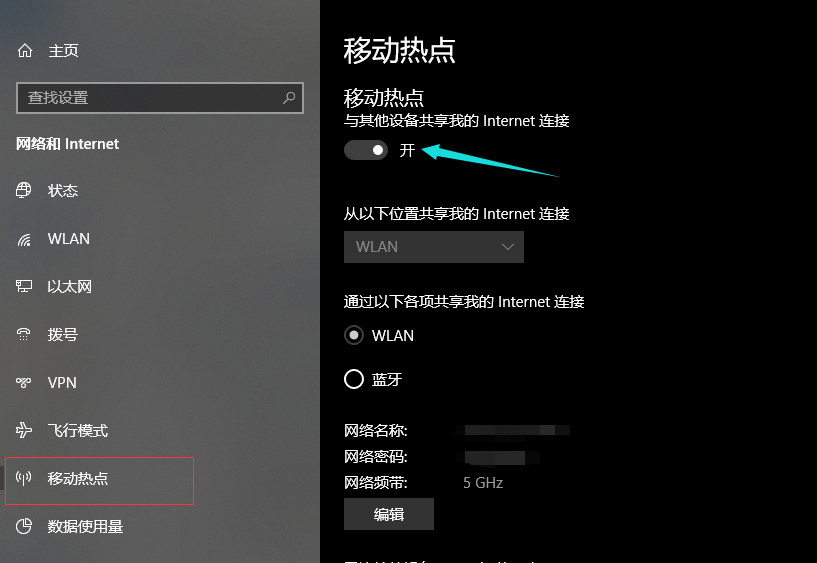 主页
查找设置
网络和 Internet
状态
WLAN
以太网
拨号
VPN
飞行模式
移动热点
数据使用量
移动热点
移动热点
与其他设备共享我的 Internet 连接
开
从以下位置共享我的 Internet 连接
WLAN
通过以下各项共享我的 Internet 连接
WLAN
蓝牙
网络名称:
网络密码:
网络频带: 5 GHz
编辑